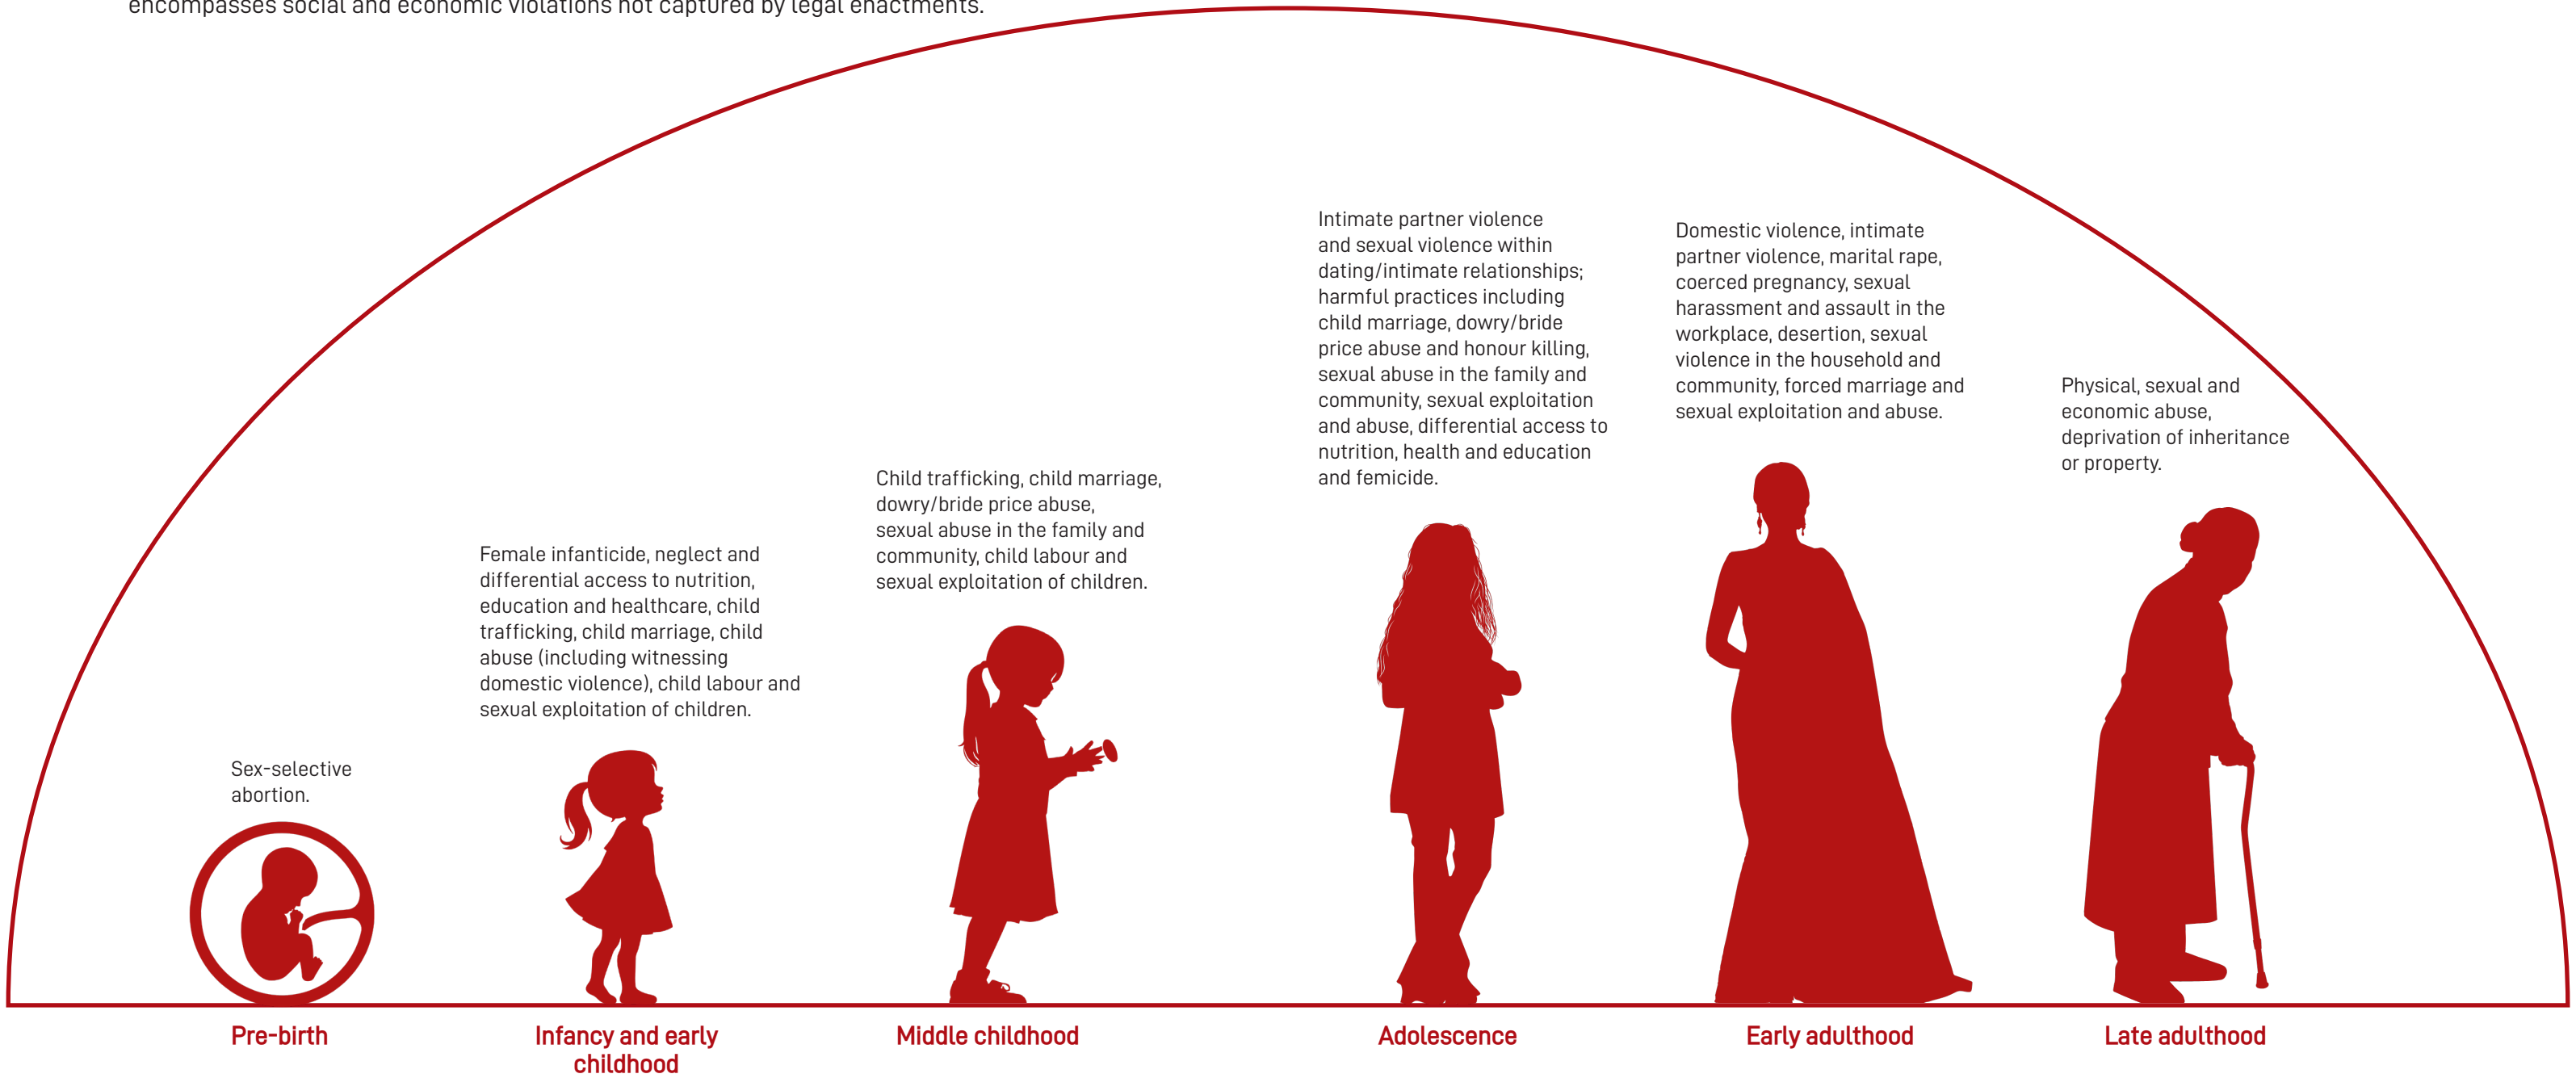 encompasses social and economic violations not captured by legal enactments.
Sex-selective
abortion.
Female infanticide, neglect and
differential access to nutrition,
education and healthcare, child
trafficking, child marriage, child
abuse (including witnessing
domestic violence), child labour and
sexual exploitation of children.
Child trafficking, child marriage,
dowry/bride price abuse,
sexual abuse in the family and
community, child labour and
sexual exploitation of children.
Intimate partner violence
and sexual violence within
dating/intimate relationships;
harmful practices including
child marriage, dowry/bride
price abuse and honour killing,
sexual abuse in the family and
community, sexual exploitation
and abuse, differential access to
nutrition, health and education
and femicide.
Domestic violence, intimate
partner violence, marital rape,
coerced pregnancy, sexual
harassment and assault in the
workplace, desertion, sexual
violence in the household and
community, forced marriage and
sexual exploitation and abuse.
Physical, sexual and
economic abuse,
deprivation of inheritance
or property.
Pre-birth
Infancy and early
childhood
Middle childhood
Adolescence
Early adulthood
Late adulthood